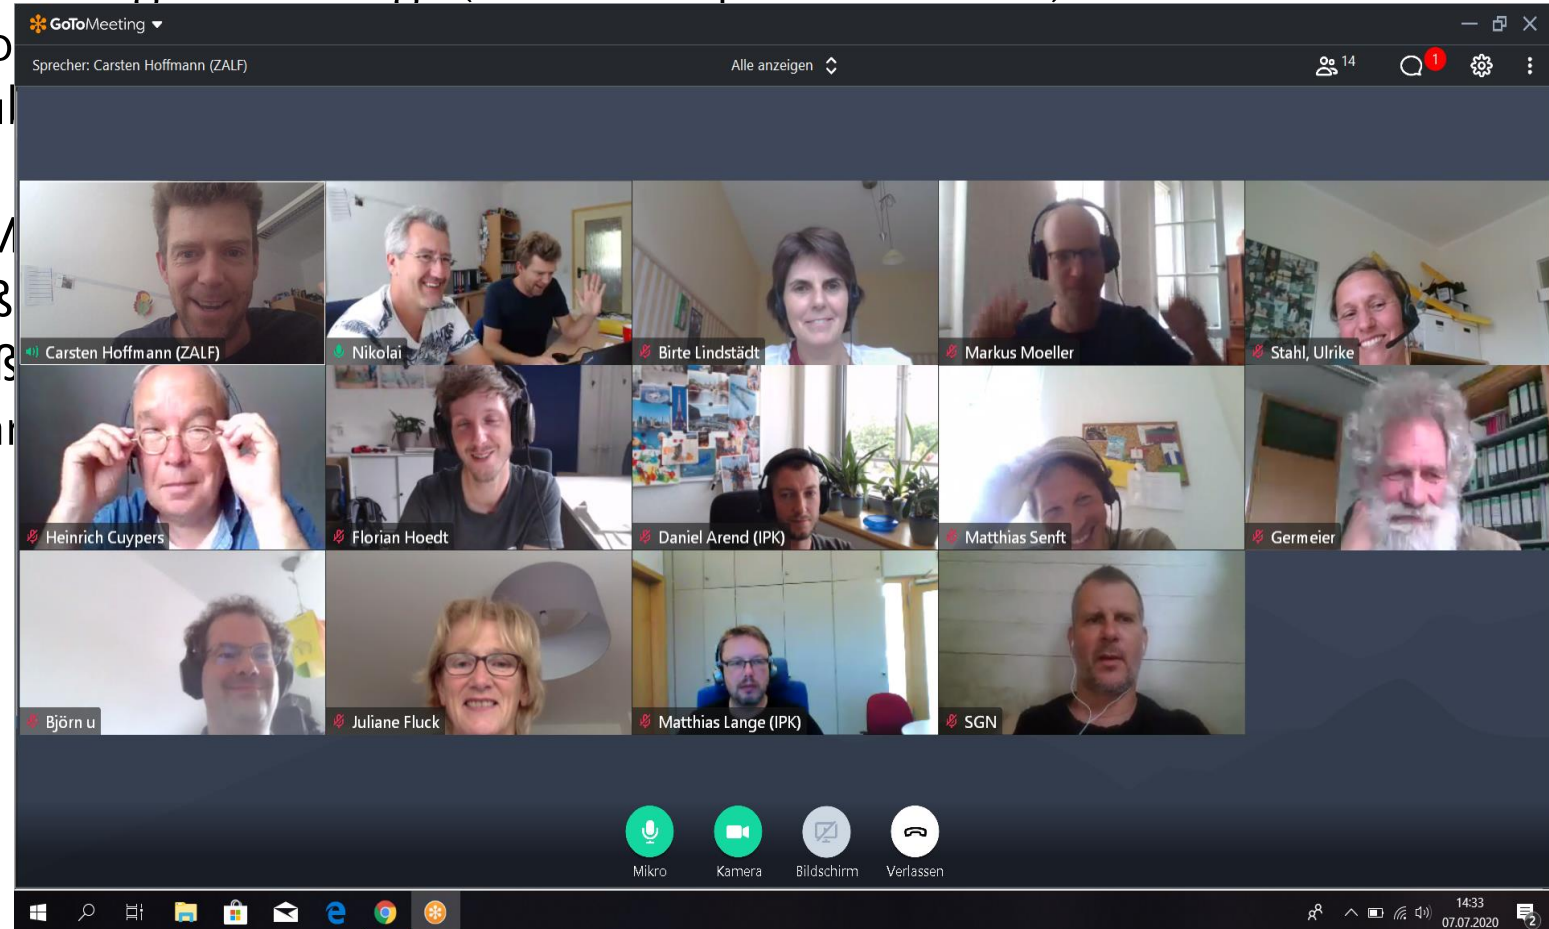 GoToMeeting
Sprecher: Carsten Hoffmann (ZALF)
Alle anzeigen
14
1
Carsten Hoffmann (ZALF)
Nikolai
Birte Lindstädt
Markus Moeller
Stahl, Ulrike
Heinrich Cuypers
Florian Hoedt
Daniel Arend (IPK)
Matthias Senft
Germeier
Björn u
Juliane Fluck
Matthias Lange (IPK)
SGN
Mikro
Kamera
Bildschirm
Verlassen
14:33
07.07.2020
2